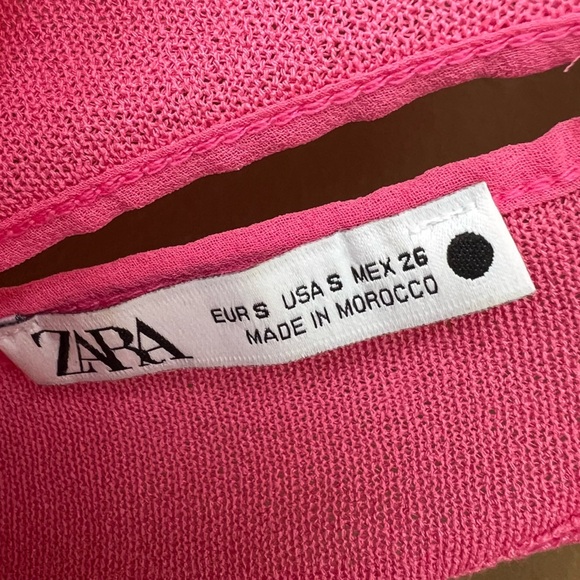 ZARA
EUR S USA S MEX 26
MADE IN MOROCCO